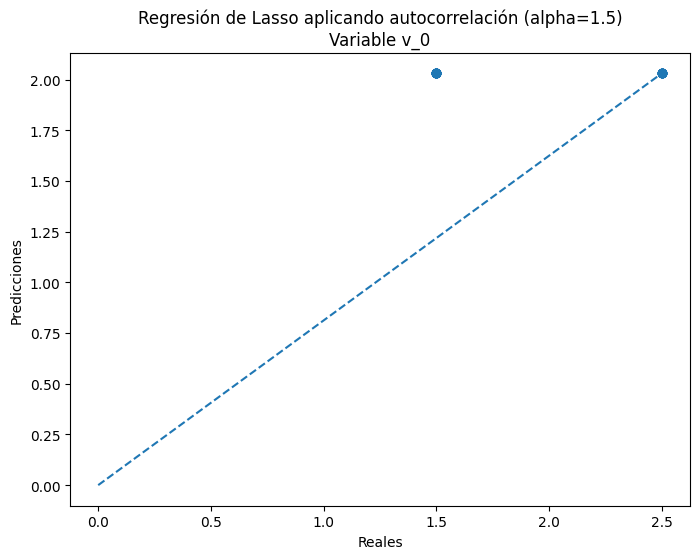 Regresión de Lasso aplicando autocorrelación (alpha=1.5)
Variable v_0
2.00
1.75
1.50
1.25
1.00
0.75
0.50
0.25
0.00
Predicciones
0.0 0.5 1.0 1.5 2.0 2.5
Reales